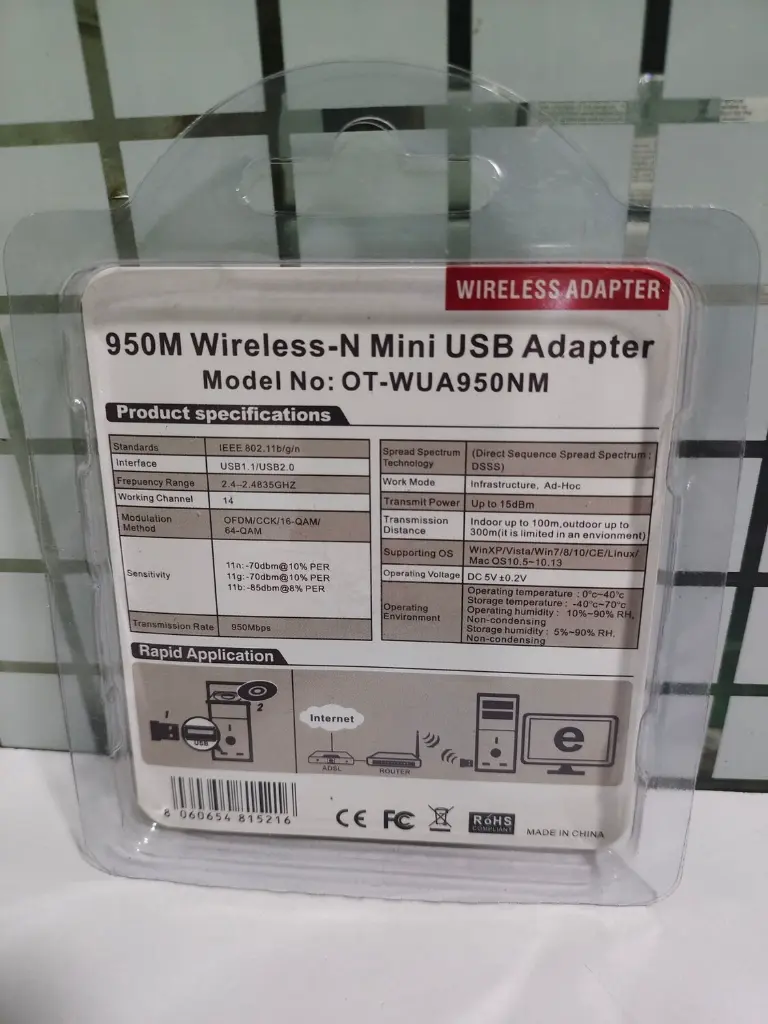 WIRELESS ADAPTER
950M Wireless-N Mini USB Adapter
Model No: OT-WUA950NM
Product specifications
Standards IEEE 802.11b/g/n
Interface USB1.1/USB2.0
Frepuency Range 2.4--2.4835GHZ
Working Channel 14
Modulation
Method
OFDM/CCK/16-QAM/
64-QAM
Sensitivity
11n:-70dbm@10% PER
11g:-70dbm@10% PER
11b:-85dbm@8% PER
Transmission Rate 950Mbps
Spread Spectrum
Technology
(Direct Sequence Spread Spectrum:
DSSS)
Work Mode Infrastructure, Ad-Hoc
Transmit Power Up to 15dBm
Transmission
Distance
Indoor up to 100m,outdoor up to
300m(it is limited in an envionment)
Supporting OS
WinXP/Vista/Win7/8/10/CE/Linux/
Mac OS10.5~10.13
Operating Voltage DC 5V ±0.2V
Operating
Environment
Operating temperature : 0°c~40°c
Storage temperature : -40°c~70°c
Operating humidity : 10%~90% RH,
Non-condensing
Storage humidity : 5%~90% RH.
Non-condensing
Rapid Application
1
USB
2
Internet
ADSL
ROUTER
e
8 060654 815216
CE FC
RoHS
COMPLIANT
MADE IN CHINA